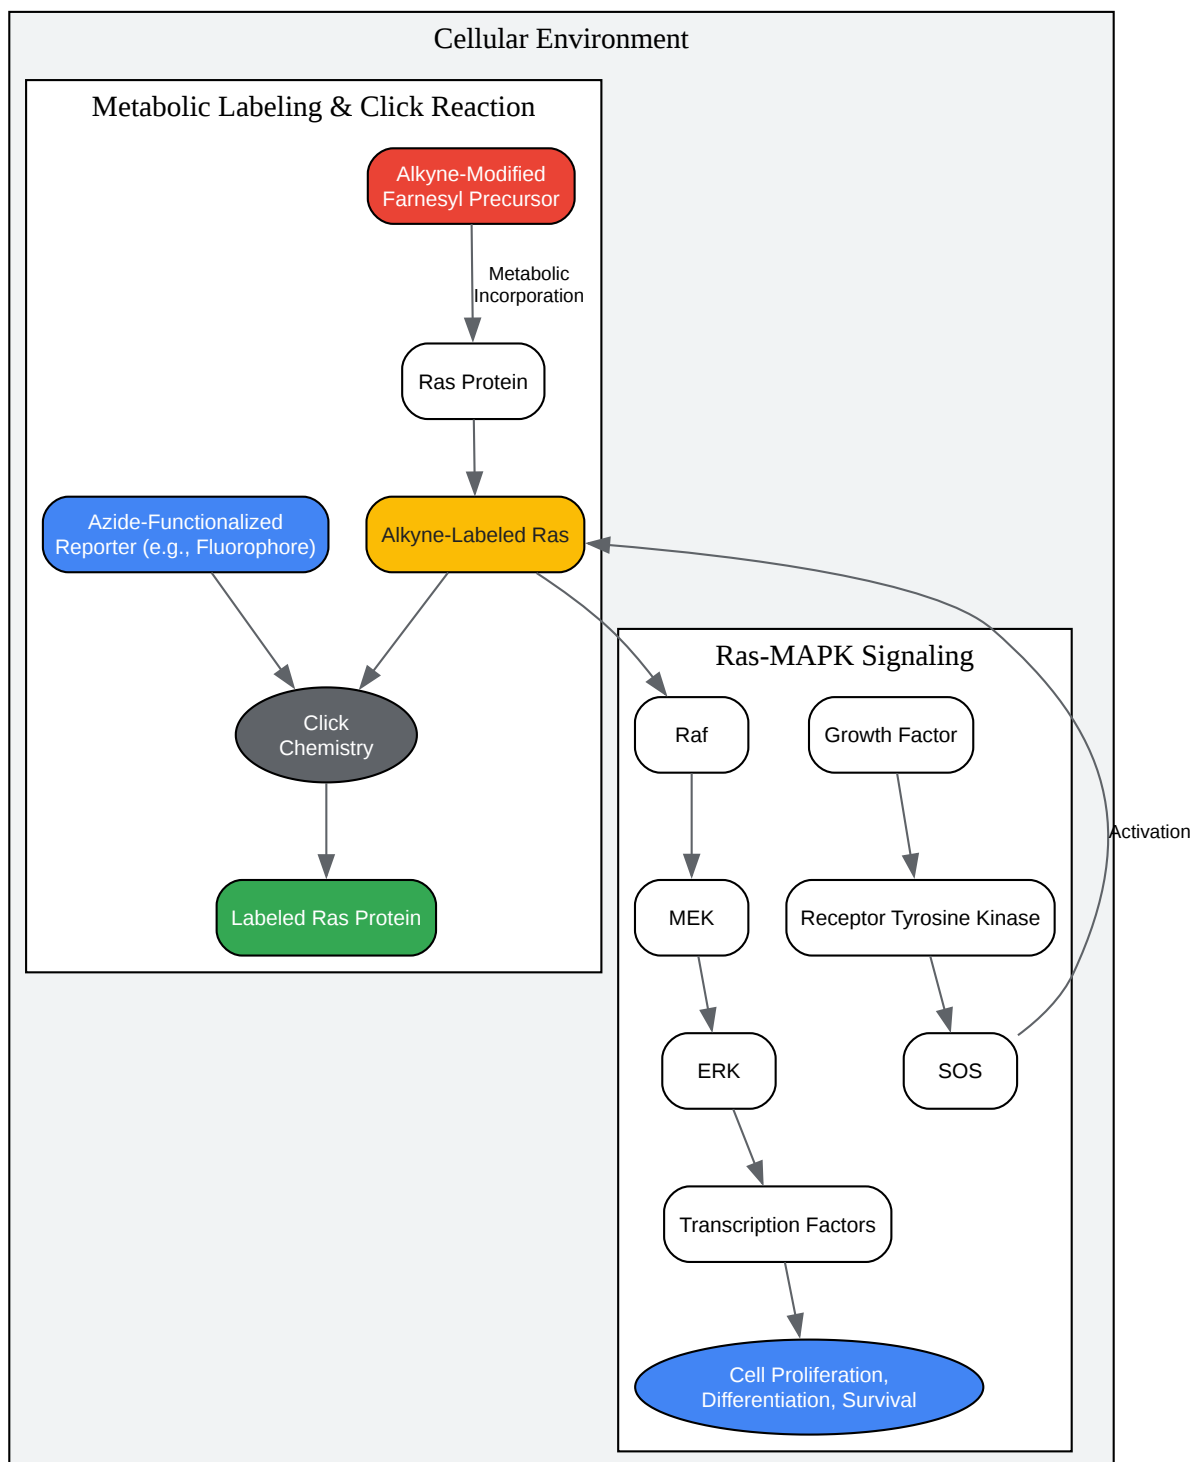 Cellular Environment
Metabolic Labeling & Click Reaction
Alkyne-Modified
Farnesyl Precursor
Metabolic
Incorporation
Ras Protein
Azide-Functionalized
Reporter (e.g., Fluorophore)
Alkyne-Labeled Ras
Click
Chemistry
Labeled Ras Protein
Ras-MAPK Signaling
Raf
Growth Factor
Activation
MEK
Receptor Tyrosine Kinase
ERK
SOS
Transcription Factors
Cell Proliferation,
Differentiation, Survival